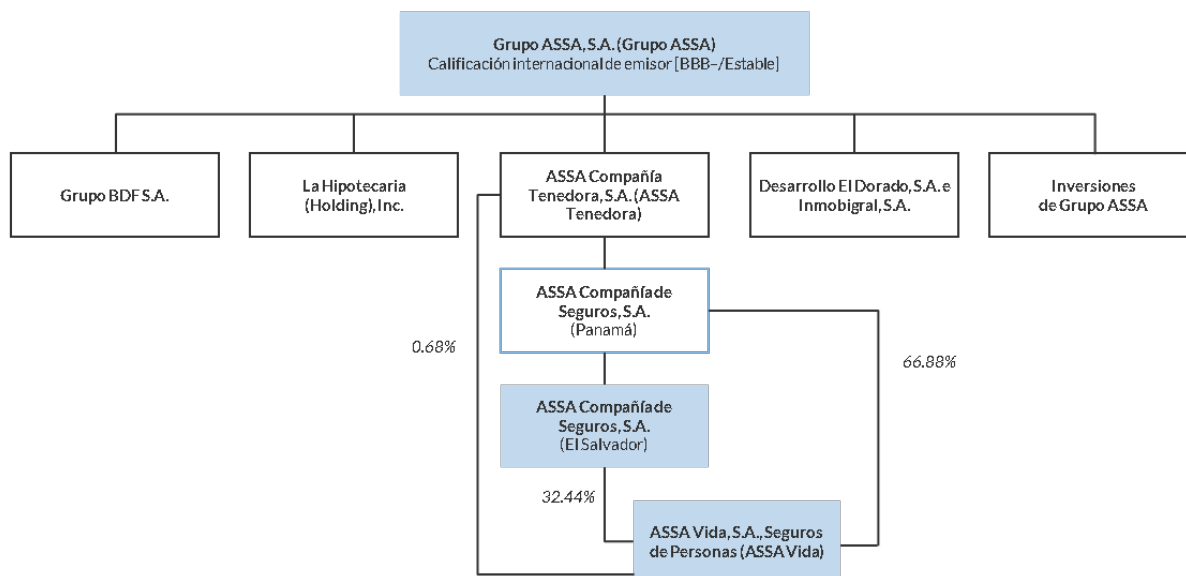 Grupo ASSA, S.A. (Grupo ASSA)
Calificación internacional de emisor [BBB–/Estable]
Grupo BDF S.A.
La Hipotecaria
(Holding), Inc.
ASSA Compañía
Tenedora, S.A. (ASSA
Tenedora)
Desarrollo El Dorado, S.A. e
Inmobigral, S.A.
Inversiones
de Grupo ASSA
ASSA Compañía de
Seguros, S.A.
(Panamá)
0.68%
66.88%
ASSA Compañía de
Seguros, S.A.
(El Salvador)
32.44%
ASSA Vida, S.A., Seguros
de Personas (ASSA Vida)